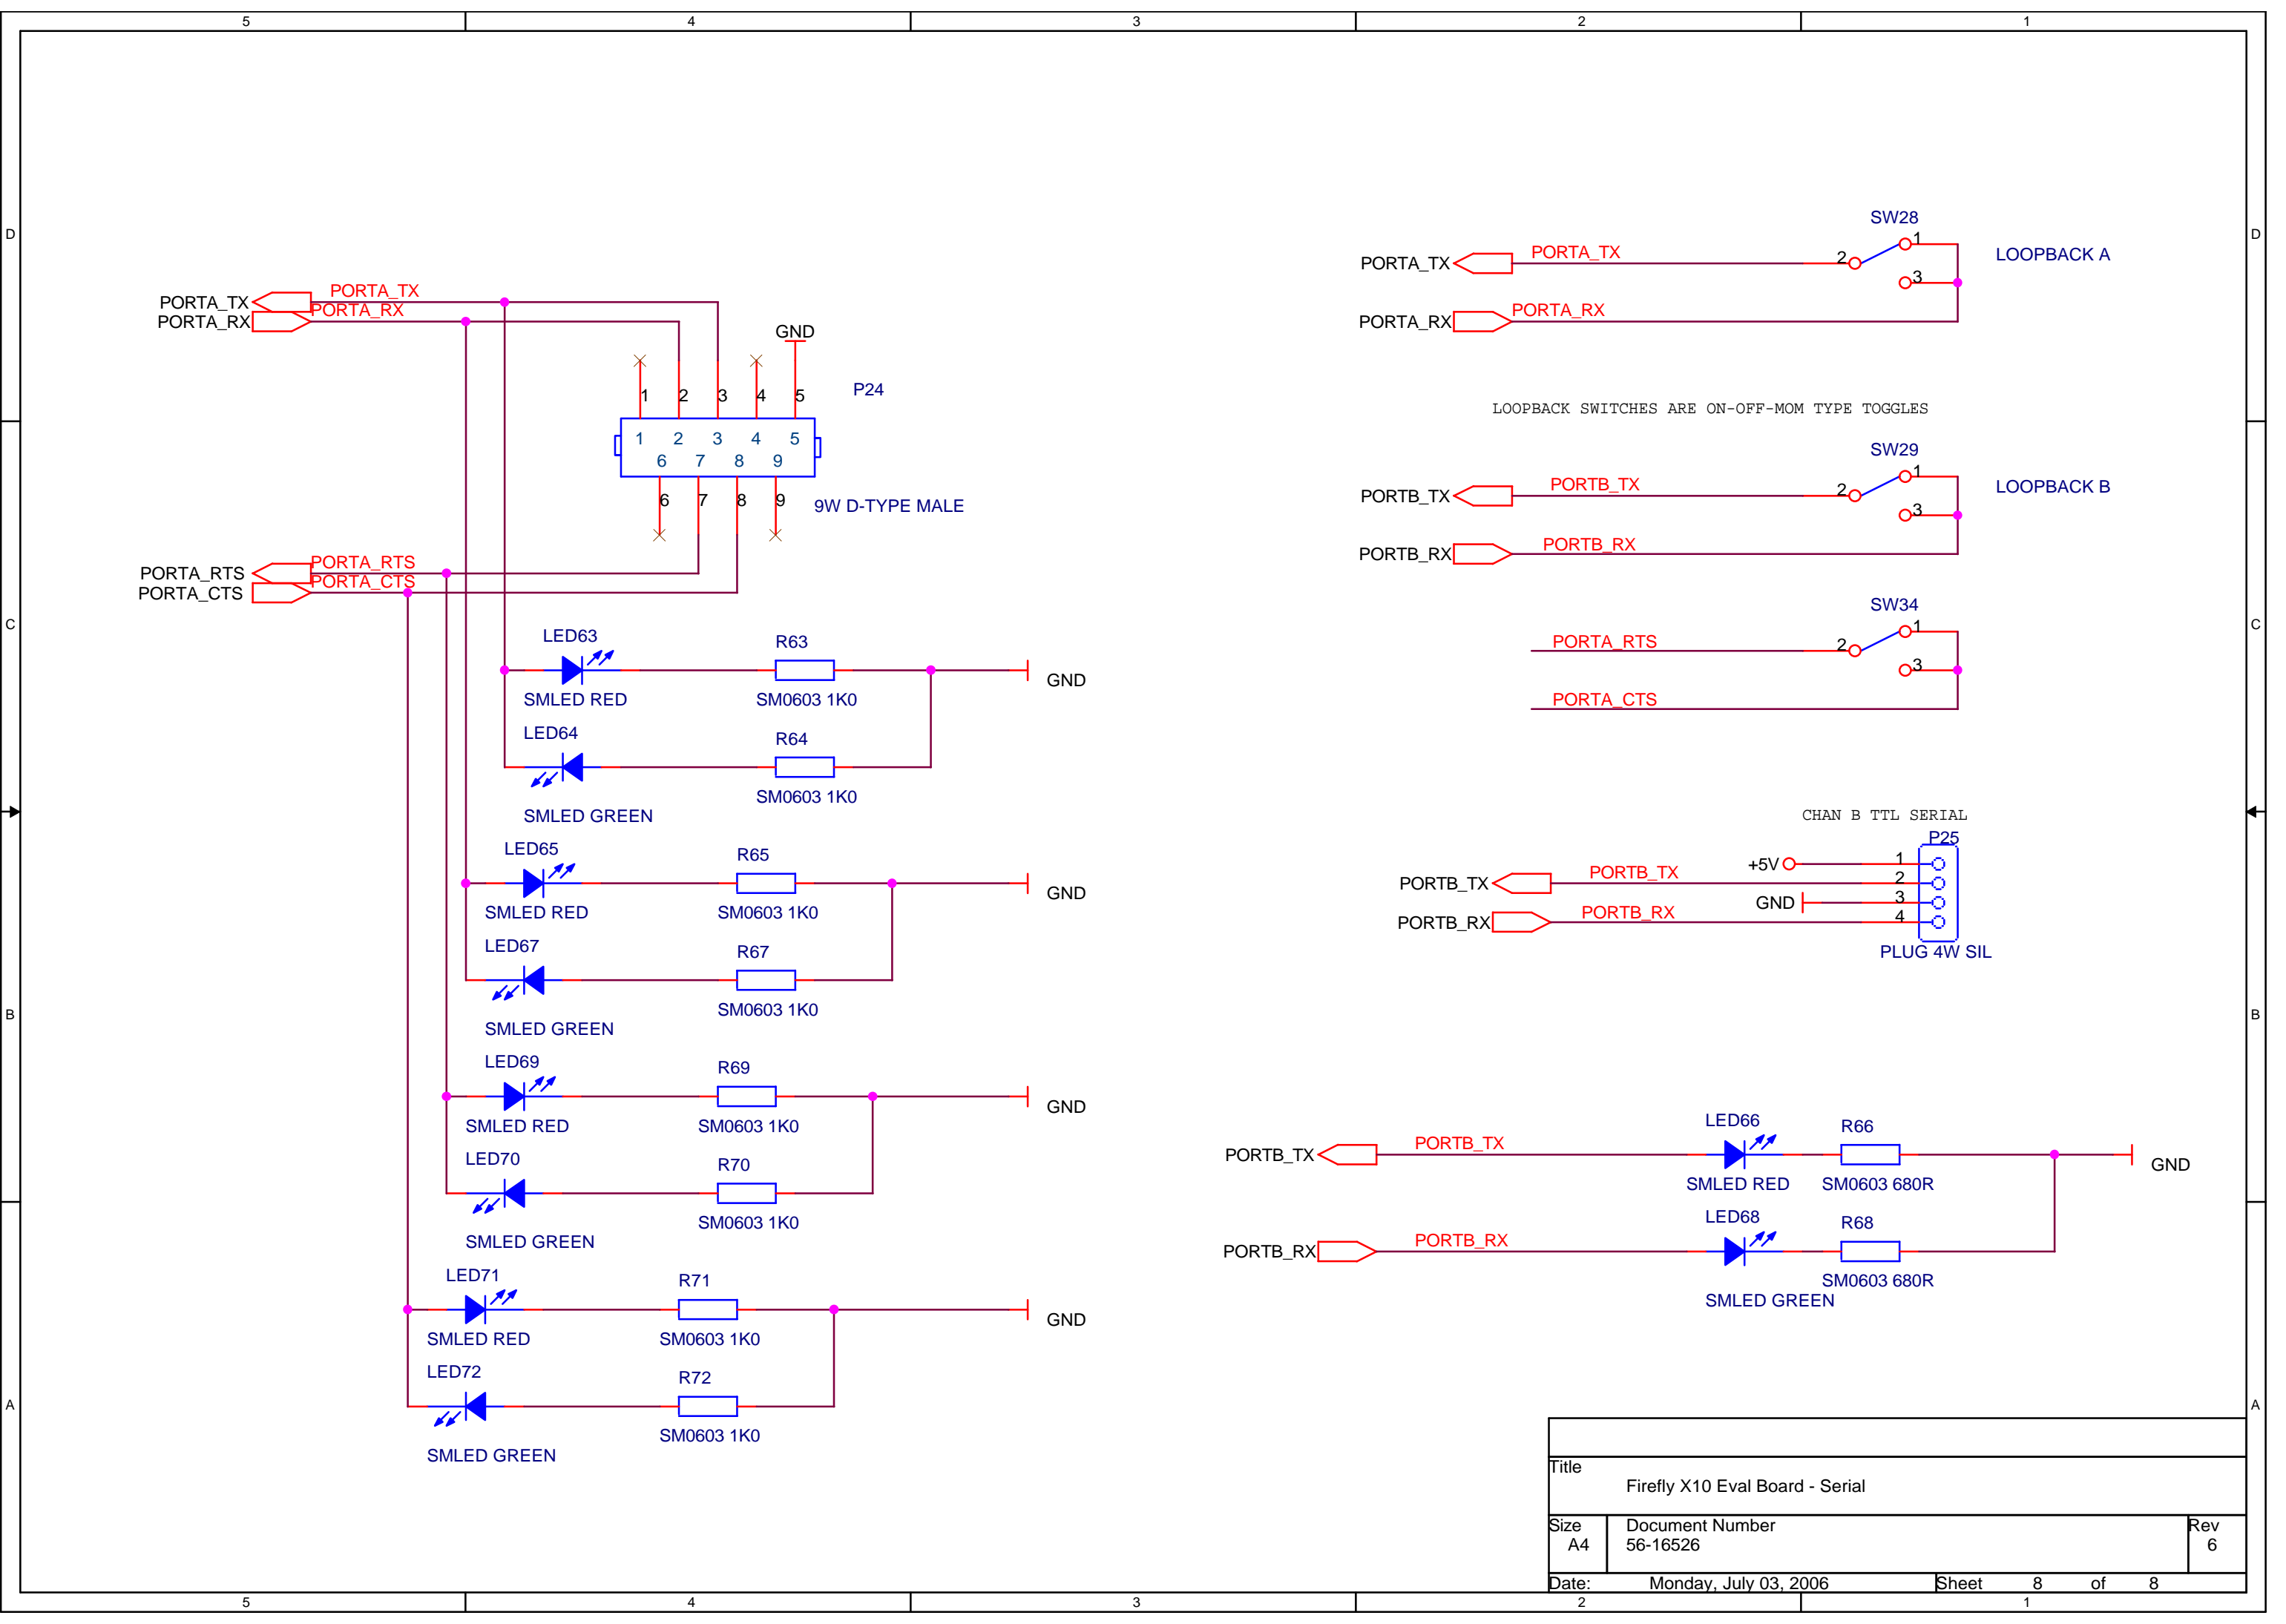 5 4 3 2 1
D D
C C
B B
A A
PORTA_TX PORTA_TX
PORTA_RX PORTA_RX
GND
P24
1 2 3 4 5
1 2 3 4 5
6 7 8 9
6 7 8 9
9W D-TYPE MALE
PORTA_RTS PORTA_RTS
PORTA_CTS PORTA_CTS
LED63 R63
GND
SMLED RED SM0603 1K0
LED64 R64
SM0603 1K0
SMLED GREEN
LED65 R65
GND
SMLED RED SM0603 1K0
LED67 R67
SM0603 1K0
SMLED GREEN
LED69 R69
GND
SMLED RED SM0603 1K0
LED70 R70
SM0603 1K0
SMLED GREEN
LED71 R71
GND
SMLED RED SM0603 1K0
LED72 R72
SM0603 1K0
SMLED GREEN
SW28
PORTA_TX PORTA_TX 2 1
LOOPBACK A
3
PORTA_RX PORTA_RX
LOOPBACK SWITCHES ARE ON-OFF-MOM TYPE TOGGLES
SW29
PORTB_TX PORTB_TX 2 1
LOOPBACK B
3
PORTB_RX PORTB_RX
SW34
PORTA_RTS 2 1
3
PORTA_CTS
CHAN B TTL SERIAL
P25
+5V 1
PORTB_TX PORTB_TX 2
GND 3
PORTB_RX PORTB_RX 4
PLUG 4W SIL
LED66 R66
PORTB_TX PORTB_TX
GND
SMLED RED SM0603 680R
LED68 R68
PORTB_RX PORTB_RX
SM0603 680R
SMLED GREEN
Title
Firefly X10 Eval Board - Serial
Size Document Number Rev
A4 56-16526 6
Date: Monday, July 03, 2006 Sheet 8 of 8
5 4 3 2 1